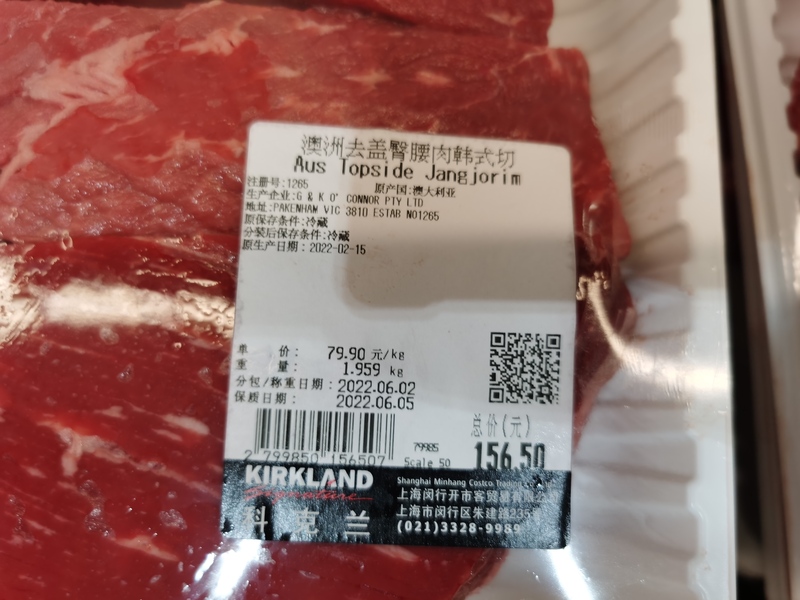 澳洲去盖臀腰肉韩式切
Aus Topside Jangjorim
注册号:1265 原产国:澳大利亚
生产企业:G & K O' CONNOR PTY LTD
地址:PAKENHAM VIC 3810 ESTAB NO1265
原保存条件:冷藏
分装后保存条件:冷藏
原生产日期:2022-02-15
单 价: 79.90 元/kg
重 量: 1.959 kg
分包/称重日期:2022.06.02
保质日期: 2022.06.05
2 799850 156507
79985
Scale 50
总价(元)
156.50
KIRKLAND
Signature
科克兰
Shanghai Minhang Costco Trading
上海闵行开市客贸易有限公
上海市闵行区朱建路235号
(021)3328-9989